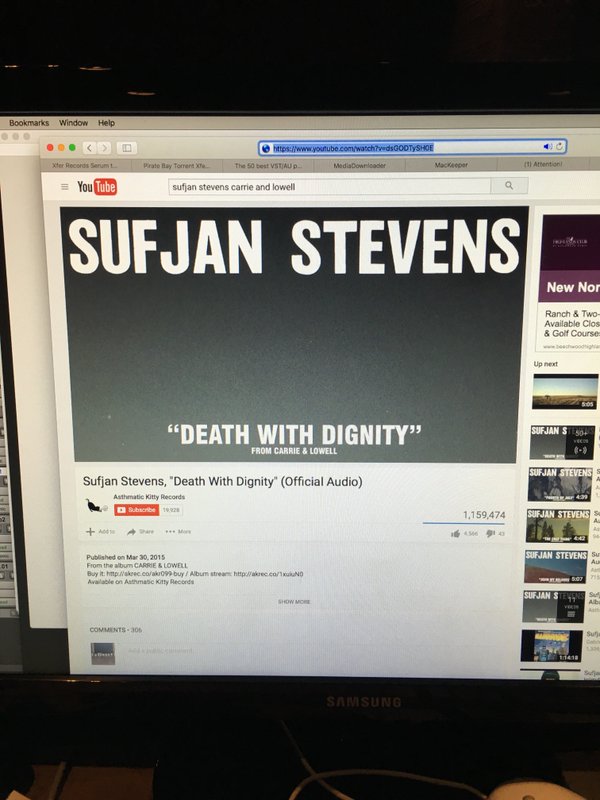 Bookmarks Window Help
https://www.youtube.com/watch?v=dsGODTySH0E
Xfer Records Serum t... Pirate Bay Torrent Xfe... The 50 best VST/AU p... MediaDownloader MacKeeper (1) Attention!
YouTube
sufjan stevens carrie and lowell
SUFJAN STEVENS
"DEATH WITH DIGNITY"
FROM CARRIE & LOWELL
Sufjan Stevens, "Death With Dignity" (Official Audio)
Asthmatic Kitty Records
Subscribe 19,928
1,159,474
Add to Share More
4,566 43
Published on Mar 30, 2015
From the album CARRIE & LOWELL
Buy it: http://akrec.co/akr099-buy / Album stream: http://akrec.co/1xuiuN0
Available on Asthmatic Kitty Records
SHOW MORE
COMMENTS • 306
Add a public comment...
New Nor
Ranch & Two-
Available Clos
& Golf Course
Up next
5:05
SUFJAN S
50+
VIDEOS
SUFJAN STEVENS
4:39
SUFJAN STEVENS
4:42
SUFJAN STEVENS
5:07
SUFJAN STEVENS
11
VIDEOS
1:14:18
SAMSUNG